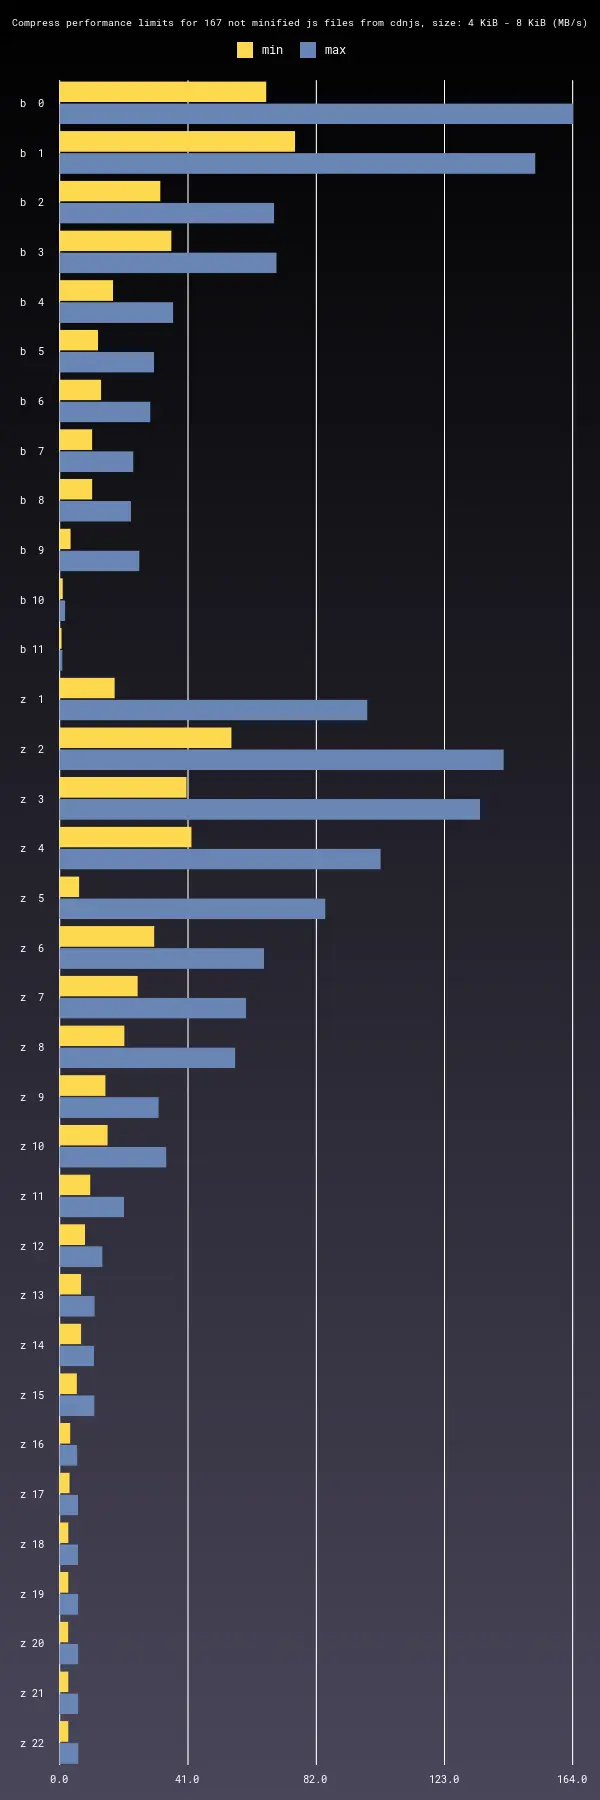 Compress performance limits for 167 not minified js files from cdnjs, size: 4 KiB - 8 KiB (MB/s)
min max
b 0
b 1
b 2
b 3
b 4
b 5
b 6
b 7
b 8
b 9
b 10
b 11
z 1
z 2
z 3
z 4
z 5
z 6
z 7
z 8
z 9
z 10
z 11
z 12
z 13
z 14
z 15
z 16
z 17
z 18
z 19
z 20
z 21
z 22
0.0 41.0 82.0 123.0 164.0